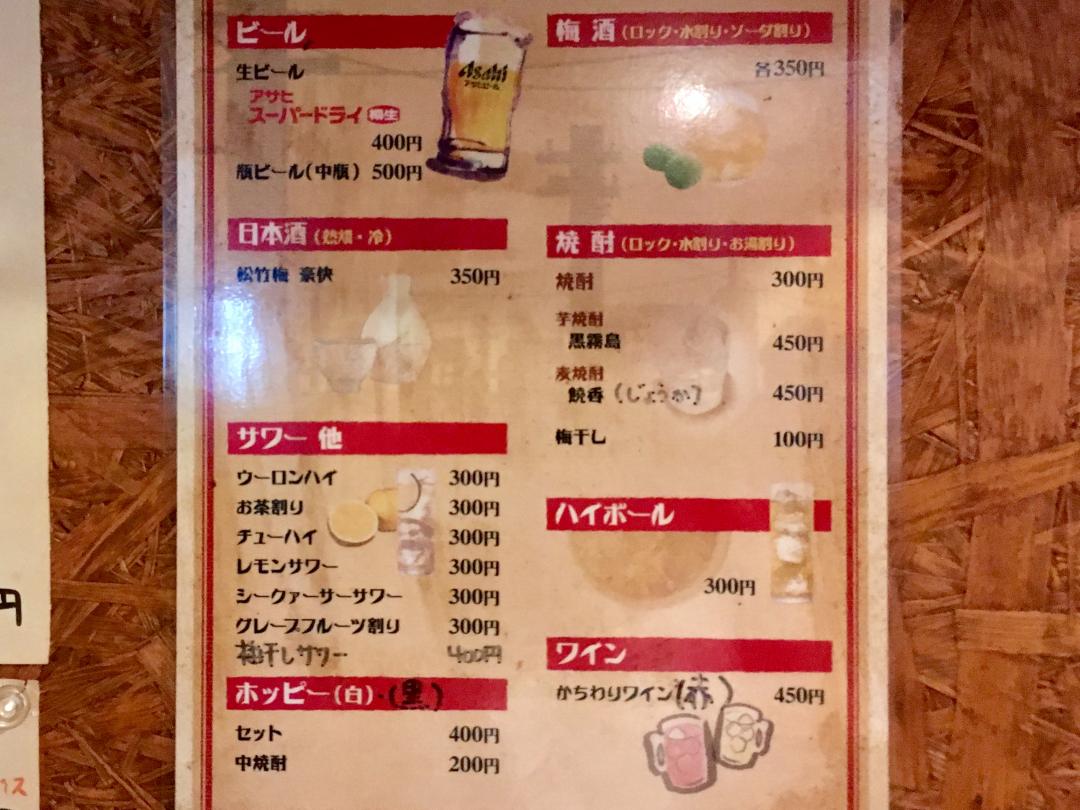 ビール
生ビール
アサヒ
スーパードライ 樽生
400円
瓶ビール(中瓶) 500円
Asahi
アサヒビール
日本酒(熱燗・冷)
松竹梅 豪快 350円
サワー 他
ウーロンハイ 300円
お茶割り 300円
チューハイ 300円
レモンサワー 300円
シークァーサーサワー 300円
グレープフルーツ割り 300円
梅干しサワー 400円
ホッピー(白)・(黒)
セット 400円
中焼酎 200円
梅酒(ロック・水割り・ソーダ割り)
各350円
焼酎(ロック・水割り・お湯割り)
焼酎 300円
芋焼酎
黒霧島 450円
麦焼酎
饒香(じょうか) 450円
梅干し 100円
ハイボール
300円
ワイン
かちわりワイン(赤) 450円
円